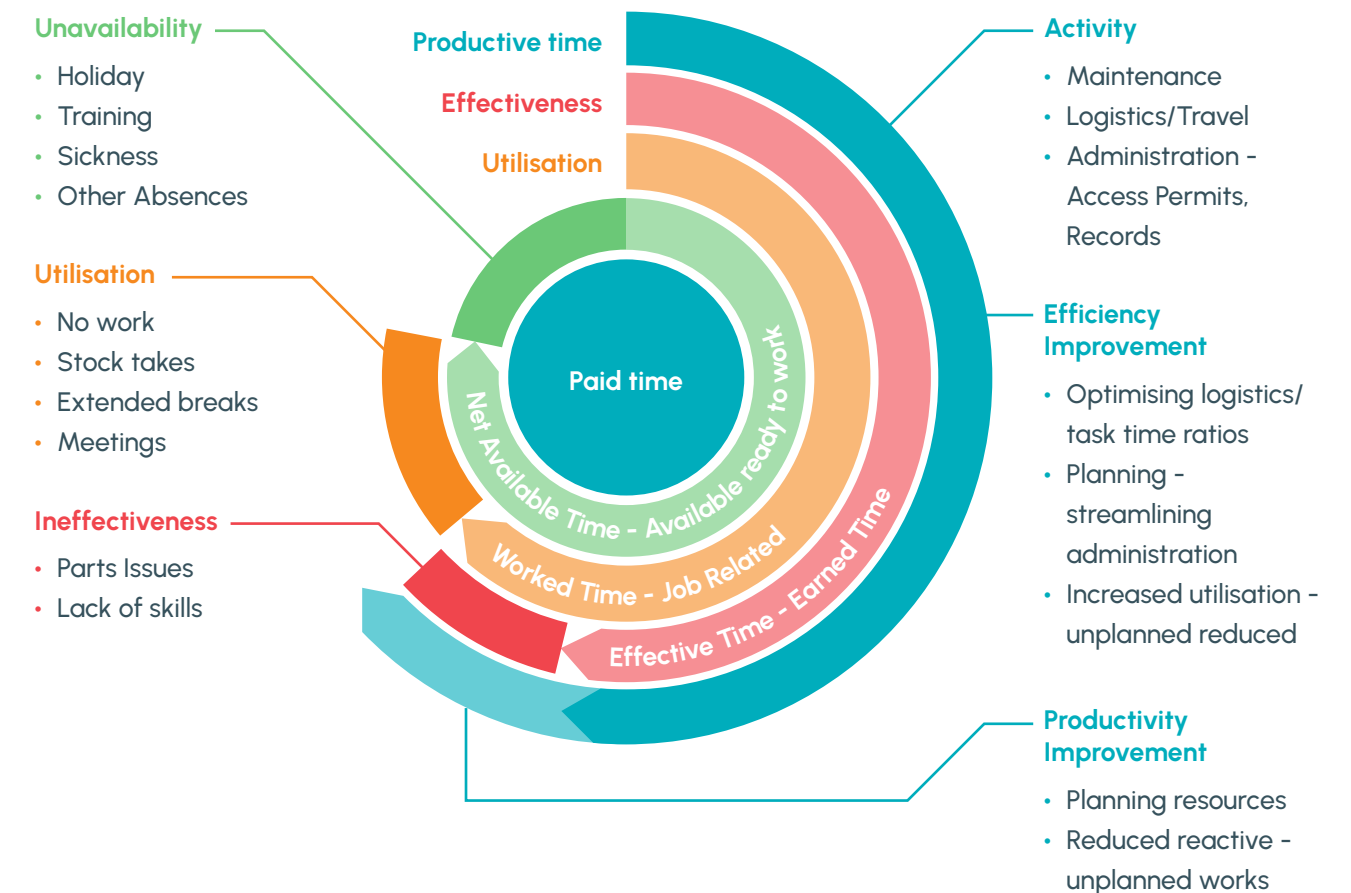 Unavailability
• Holiday
• Training
• Sickness
• Other Absences
Utilisation
• No work
• Stock takes
• Extended breaks
• Meetings
Ineffectiveness
• Parts Issues
• Lack of skills
Productive time
Effectiveness
Utilisation
Paid time
Net Available Time - Available ready to work
Worked Time - Job Related
Effective Time - Earned Time
Activity
• Maintenance
• Logistics/Travel
• Administration -
Access Permits,
Records
Efficiency
Improvement
• Optimising logistics/
task time ratios
• Planning -
streamlining
administration
• Increased utilisation -
unplanned reduced
Productivity
Improvement
• Planning resources
• Reduced reactive -
unplanned works